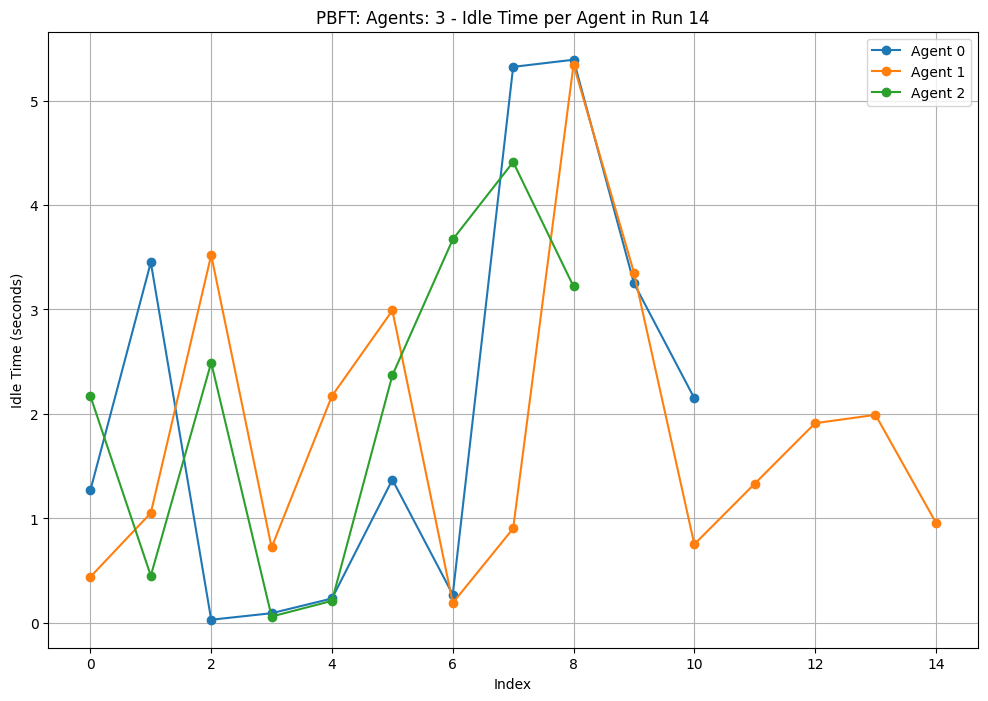 PBFT: Agents: 3 - Idle Time per Agent in Run 14
Agent 0
Agent 1
Agent 2
Idle Time (seconds)
5
4
3
2
1
0
0 2 4 6 8 10 12 14
Index